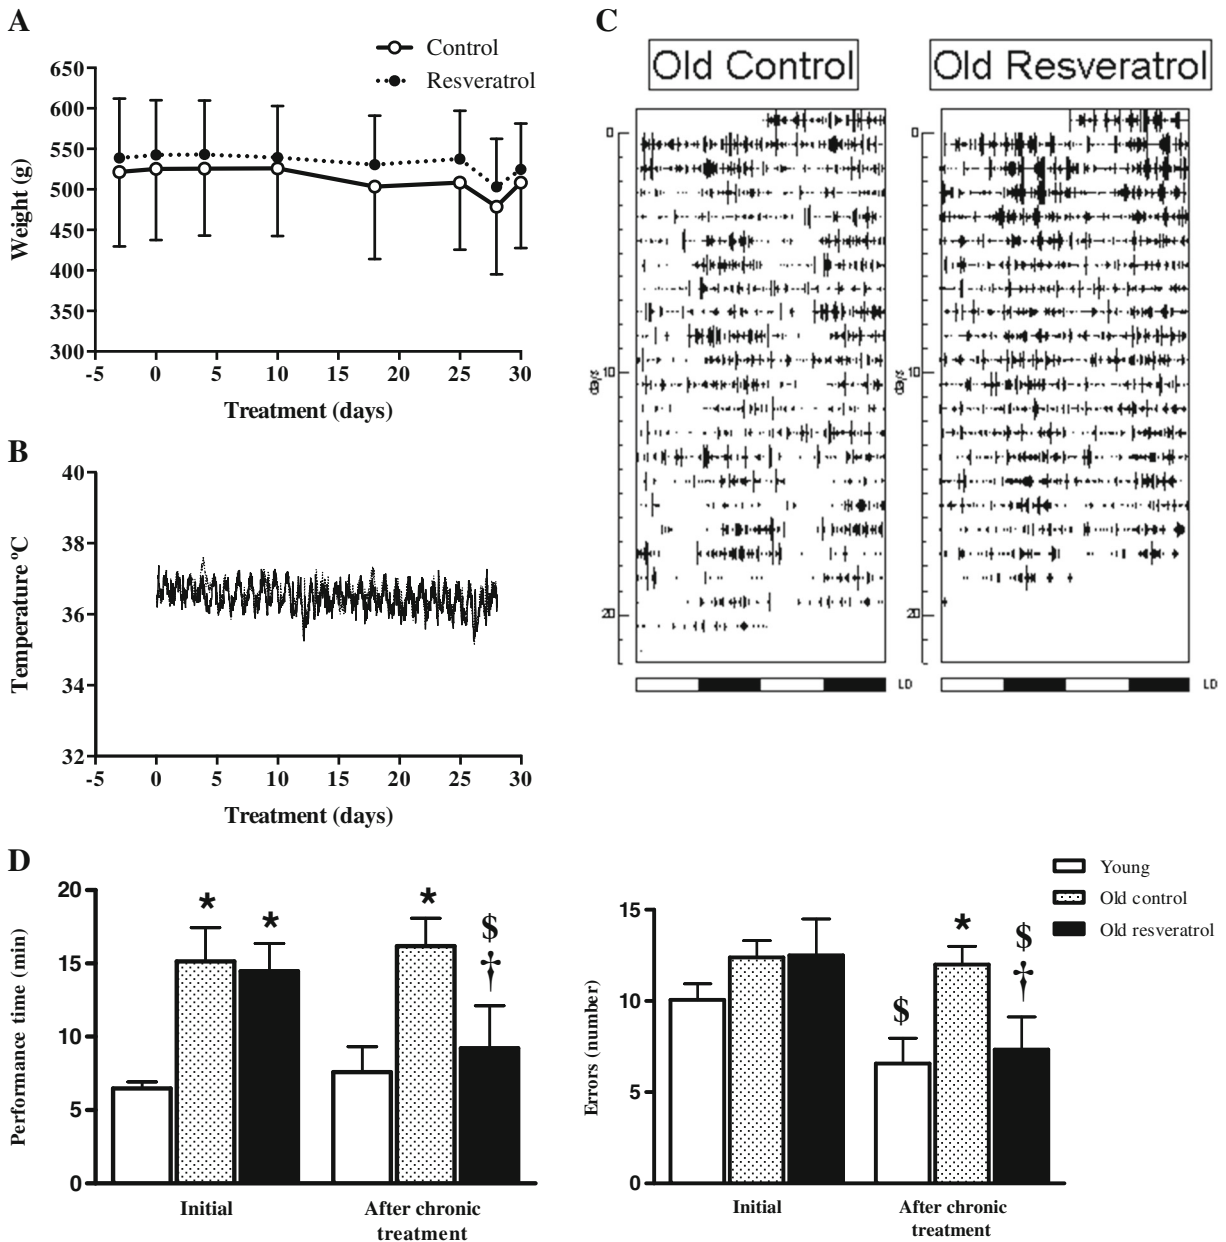 A
Control
Resveratrol
650
600
550
500
450
400
350
300
Weight (g)
-5 0 5 10 15 20 25 30
Treatment (days)
B
40
38
36
34
32
Temperature ºC
-5 0 5 10 15 20 25 30
Treatment (days)
C
Old Control
Old Resveratrol
0
10
20
days
LD
0
10
20
days
LD
D
20
15
10
5
0
Performance time (min)
* * * $ ‡
Initial
After chronic
treatment
Young
Old control
Old resveratrol
15
10
5
0
Errors (number)
$ * $ ‡
Initial
After chronic
treatment